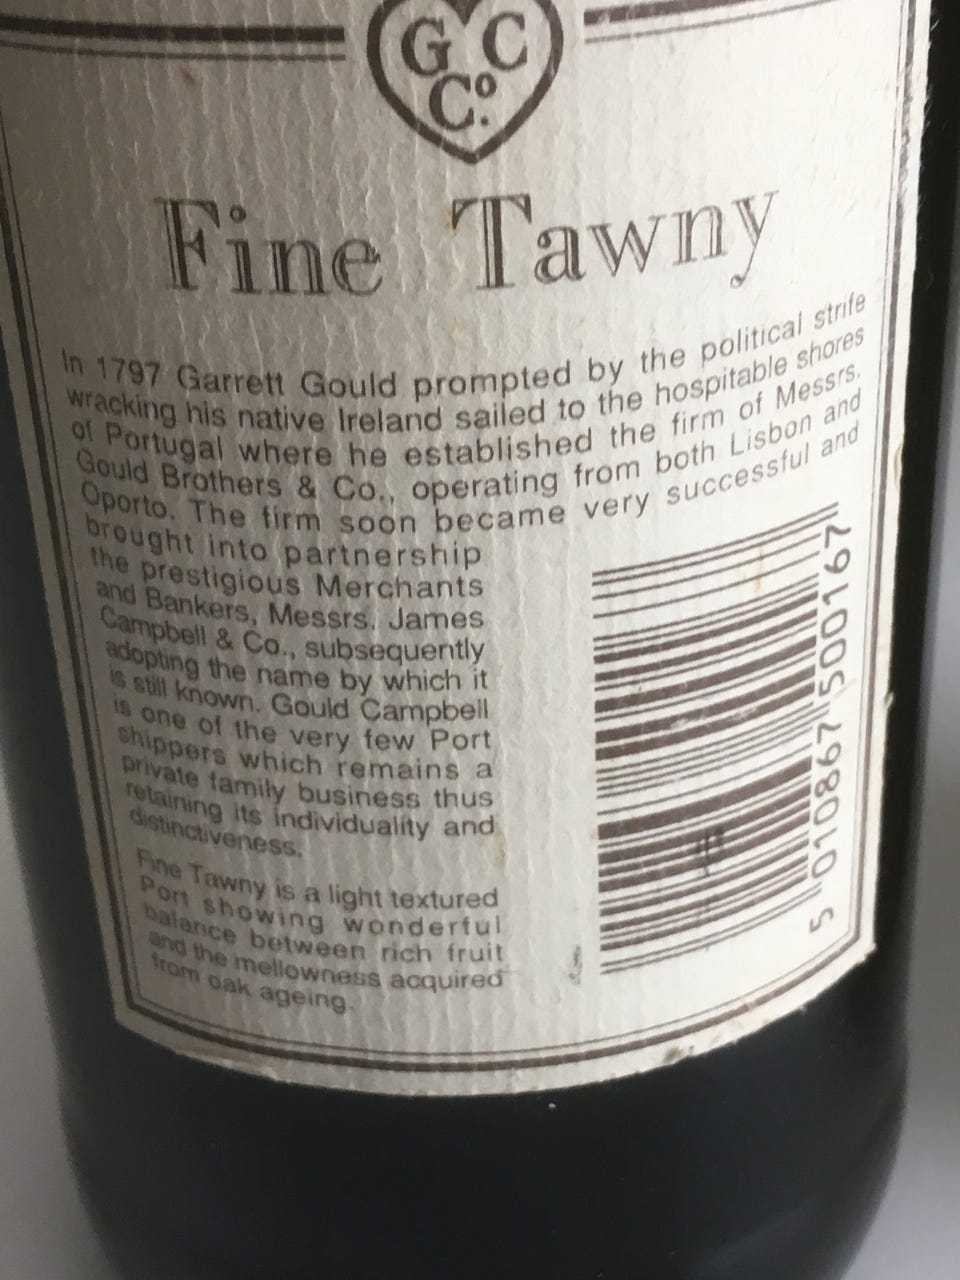 G C
Co.
Fine Tawny
In 1797 Garrett Gould prompted by the political strife
wracking his native Ireland sailed to the hospitable shores
of Portugal where he established the firm of Messrs.
Gould Brothers & Co., operating from both Lisbon and
Oporto. The firm soon became very successful and
brought into partnership
the prestigious Merchants
and Bankers, Messrs. James
Campbell & Co., subsequently
adopting the name by which it
is still known. Gould Campbell
is one of the very few Port
shippers which remains a
private family business thus
retaining its individuality and
distinctiveness.
Fine Tawny is a light textured
Port showing wonderful
balance between rich fruit
and the mellowness acquired
from oak ageing.
5 010867 500167